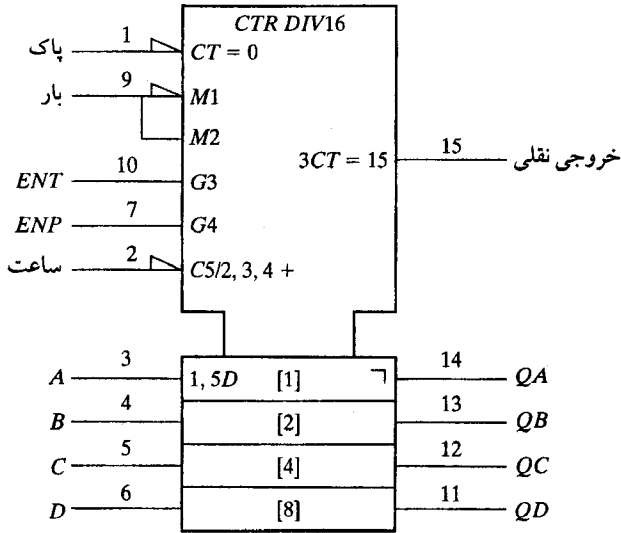 CTR DIV16
پاک 1 CT = 0
بار 9 M1
M2
3CT = 15 15 خروجی نقلی
ENT 10 G3
ENP 7 G4
ساعت 2 C5/2, 3, 4 +
A 3 1, 5D [1] 14 QA
B 4 [2] 13 QB
C 5 [4] 12 QC
D 6 [8] 11 QD